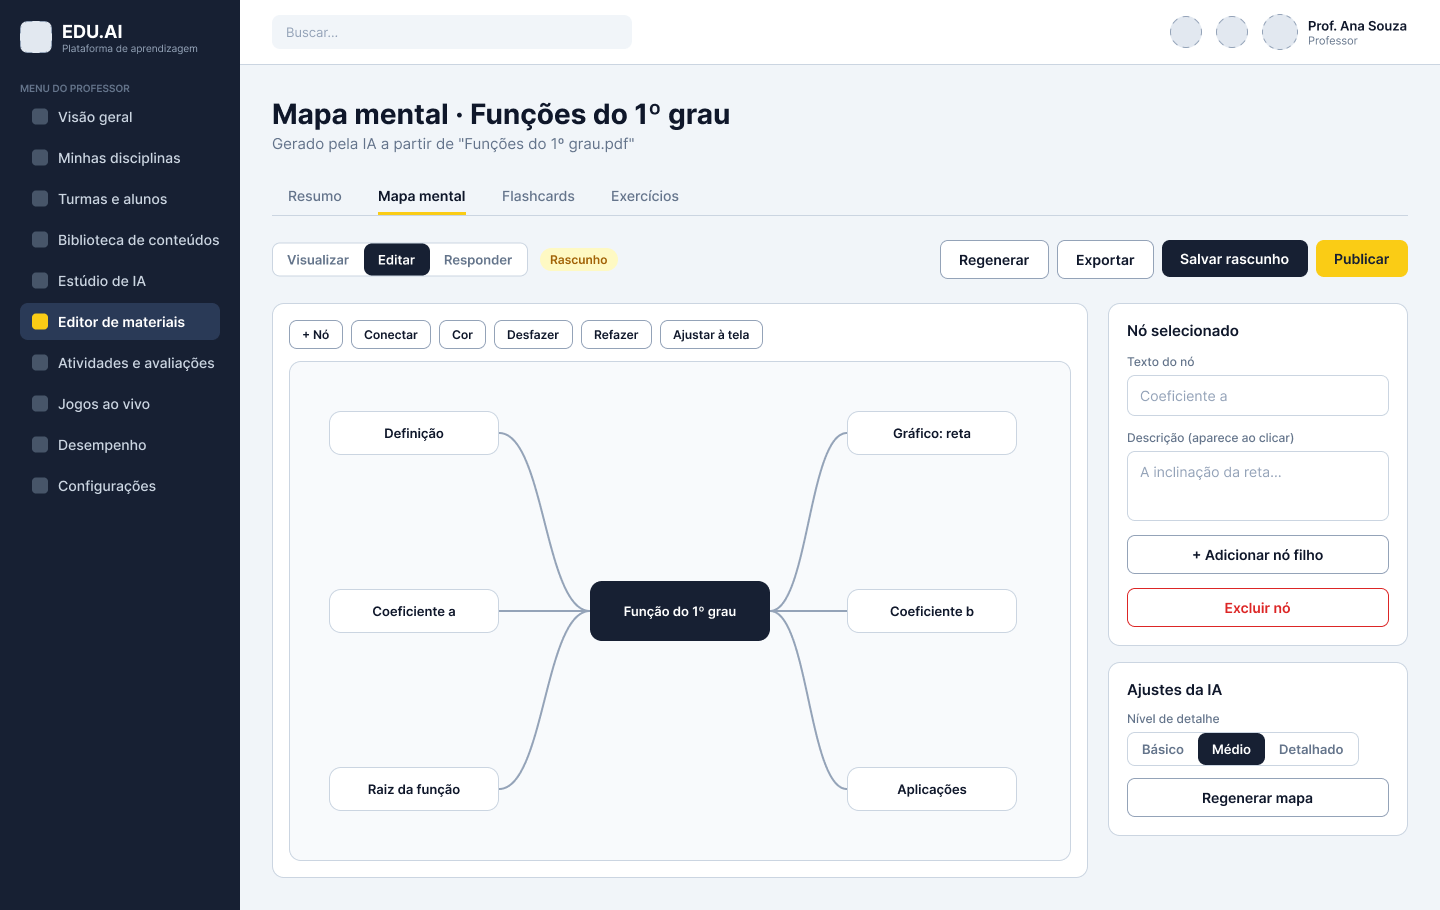 EDU.AI
Plataforma de aprendizagem
MENU DO PROFESSOR
Visão geral
Minhas disciplinas
Turmas e alunos
Biblioteca de conteúdos
Estúdio de IA
Editor de materiais
Atividades e avaliações
Jogos ao vivo
Desempenho
Configurações
Buscar...
Prof. Ana Souza
Professor
Mapa mental · Funções do 1º grau
Gerado pela IA a partir de "Funções do 1º grau.pdf"
Resumo Mapa mental Flashcards Exercícios
Visualizar Editar Responder Rascunho Regenerar Exportar Salvar rascunho Publicar
+ Nó Conectar Cor Desfazer Refazer Ajustar à tela
Definição
Gráfico: reta
Coeficiente a
Função do 1º grau
Coeficiente b
Raiz da função
Aplicações
Nó selecionado
Texto do nó
Coeficiente a
Descrição (aparece ao clicar)
A inclinação da reta...
+ Adicionar nó filho
Excluir nó
Ajustes da IA
Nível de detalhe
Básico Médio Detalhado
Regenerar mapa